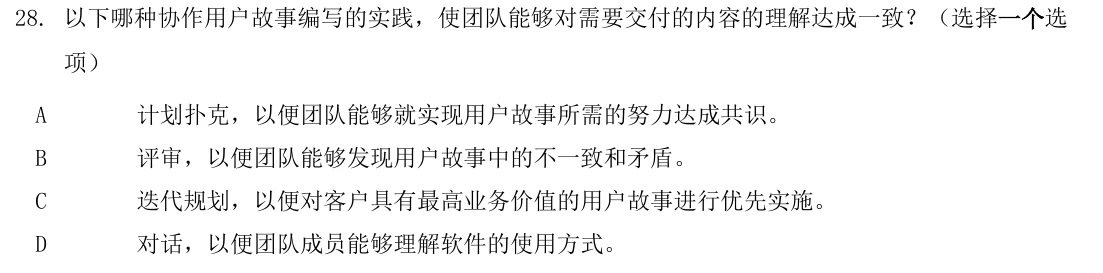 28. 以下哪种协作用户故事编写的实践，使团队能够对需要交付的内容的理解达成一致？（选择一个选
项）
A 计划扑克，以便团队能够就实现用户故事所需的努力达成共识。
B 评审，以便团队能够发现用户故事中的不一致和矛盾。
C 迭代规划，以便对客户具有最高业务价值的用户故事进行优先实施。
D 对话，以便团队成员能够理解软件的使用方式。